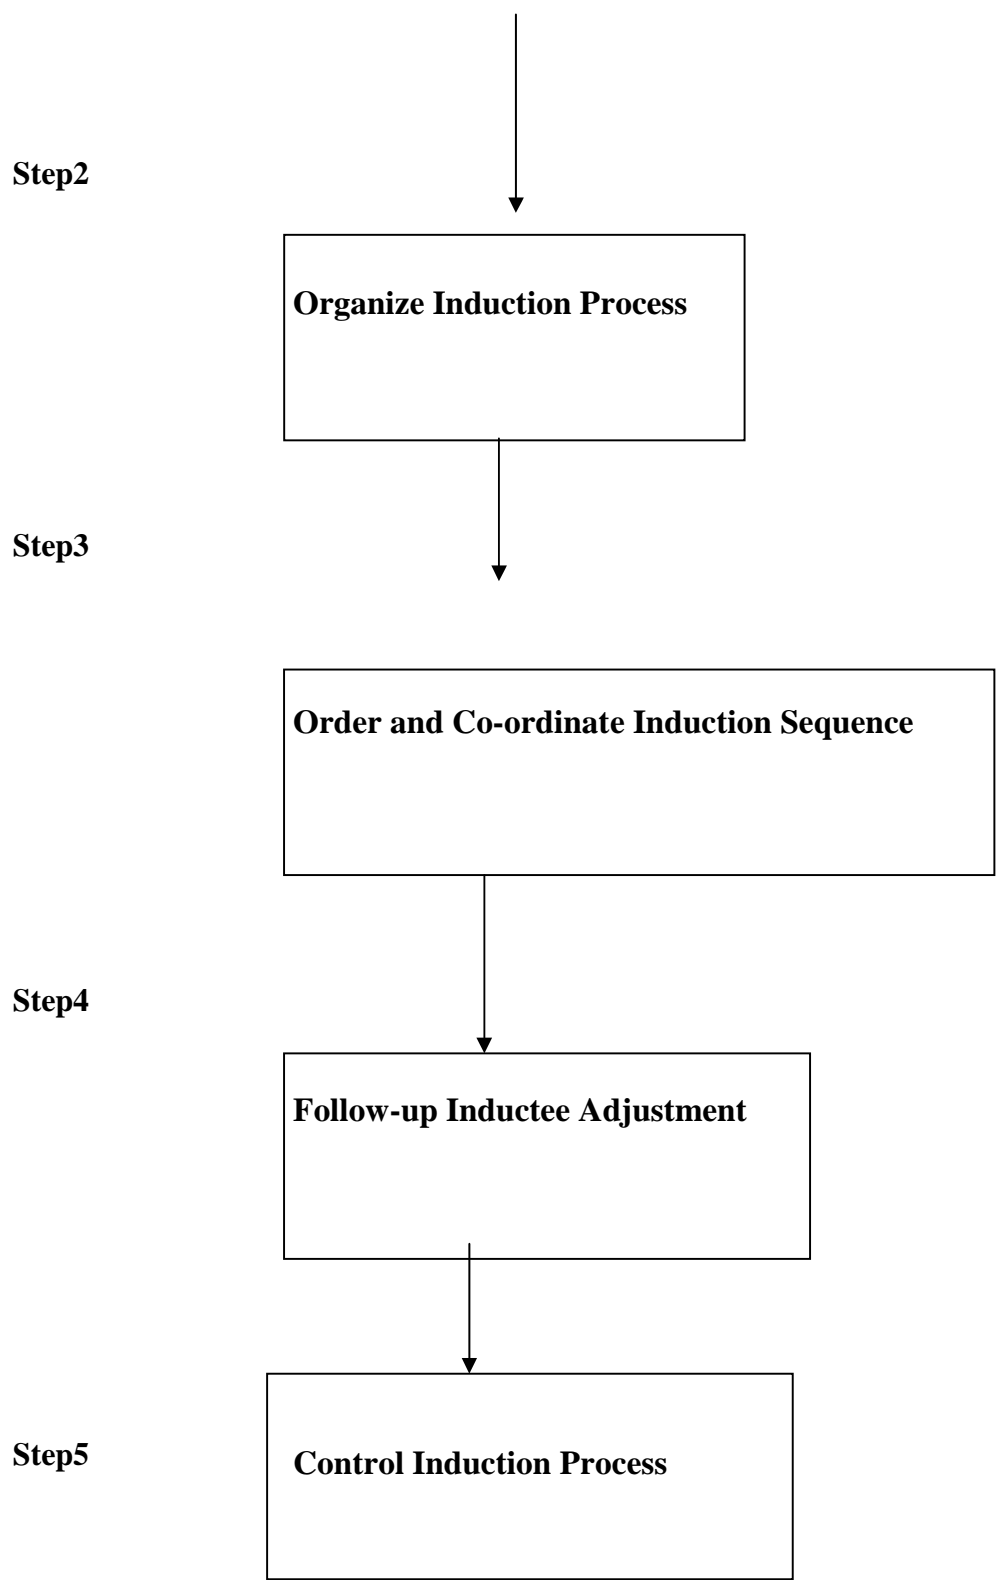 Step2
Organize Induction Process
Step3
Order and Co-ordinate Induction Sequence
Step4
Follow-up Inductee Adjustment
Step5
Control Induction Process